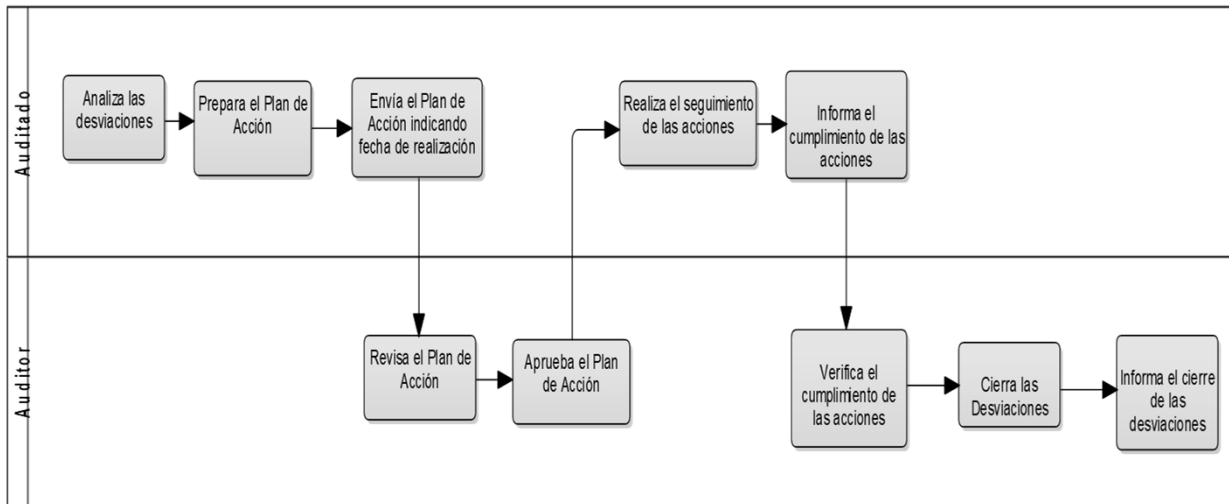 Auditado
Analiza las
desviaciones
Prepara el Plan de
Acción
Envía el Plan de
Acción indicando
fecha de realización
Realiza el seguimiento
de las acciones
Informa el
cumplimiento de las
acciones
Auditor
Revisa el Plan de
Acción
Aprueba el Plan
de Acción
Verifica el
cumplimiento de
las acciones
Cierra las
Desviaciones
Informa el cierre
de las
desviaciones